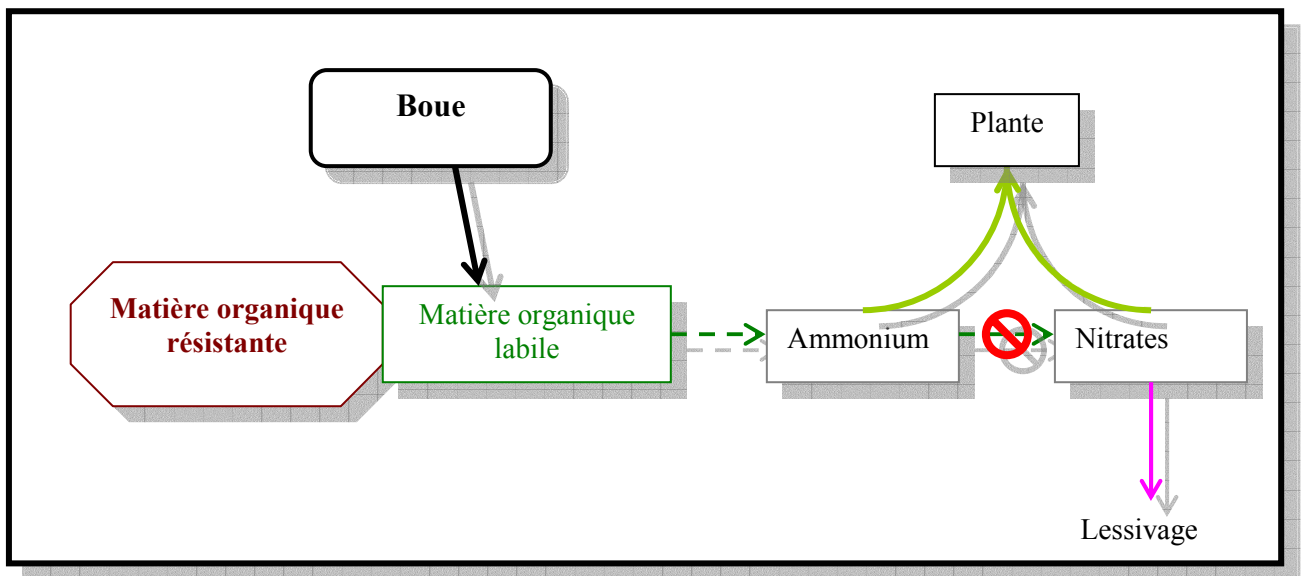 Boue
Plante
Matière organique
résistante
Matière organique
labile
Ammonium
Nitrates
Lessivage